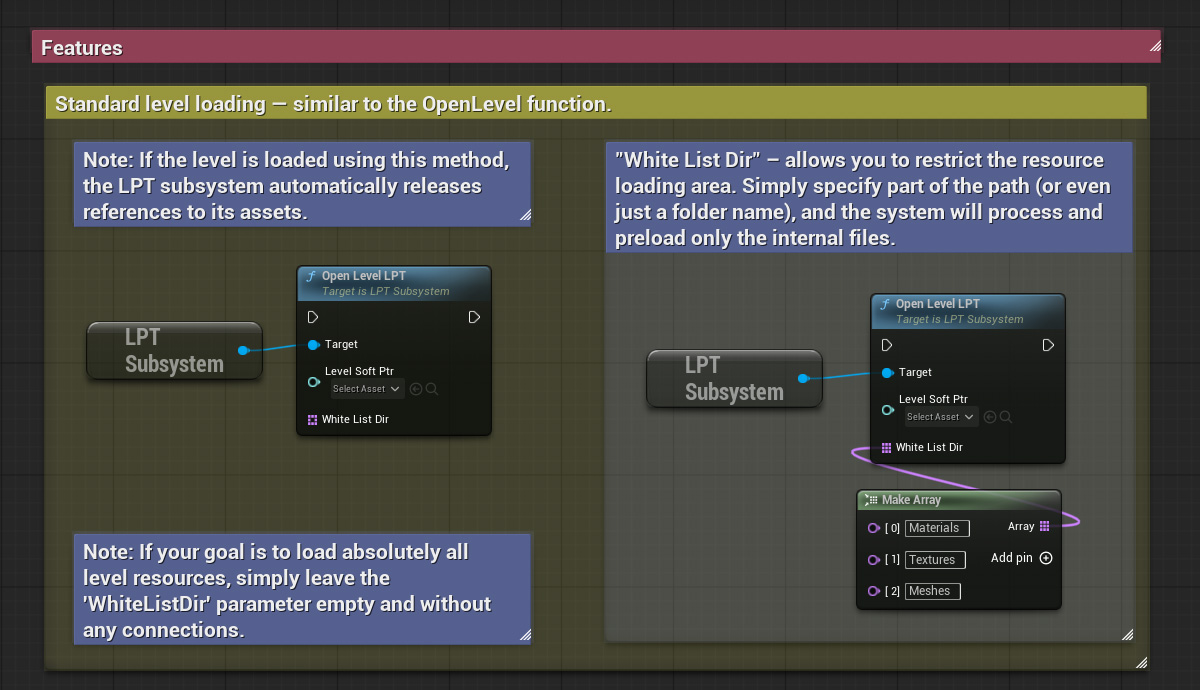 Features
Standard level loading — similar to the OpenLevel function.
Note: If the level is loaded using this method,
the LPT subsystem automatically releases
references to its assets.
LPT
Subsystem
Open Level LPT
Target is LPT Subsystem
Target
Level Soft Ptr
Select Asset
White List Dir
Note: If your goal is to load absolutely all
level resources, simply leave the
'WhiteListDir' parameter empty and without
any connections.
"White List Dir" – allows you to restrict the resource
loading area. Simply specify part of the path (or even
just a folder name), and the system will process and
preload only the internal files.
LPT
Subsystem
Open Level LPT
Target is LPT Subsystem
Target
Level Soft Ptr
Select Asset
White List Dir
Make Array
[ 0] Materials Array
[ 1] Textures Add pin
[ 2] Meshes